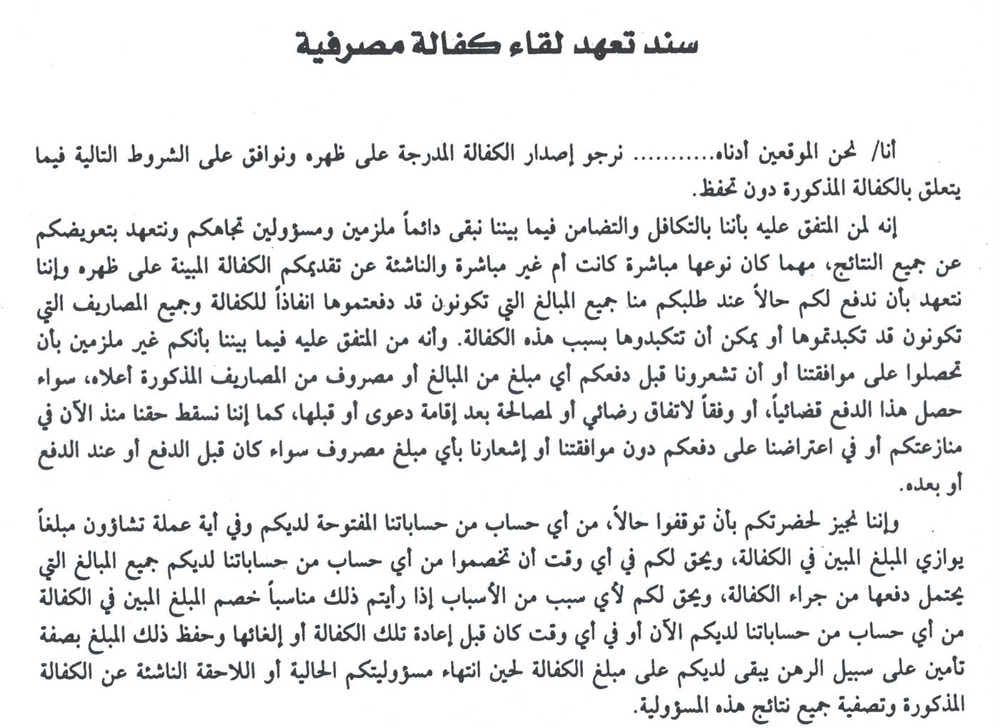 سند تعهد لقاء كفالة مصرفية
أنا/ نحن الموقعين أدناه........... نرجو إصدار الكفالة المدرجة على ظهره ونوافق على الشروط التالية فيما
يتعلق بالكفالة المذكورة دون تحفظ.
إنه لمن المتفق عليه بأننا بالتكافل والتضامن فيما بيننا نبقى دائماً ملزمين ومسؤولين تجاهكم ونتعهد بتعويضكم
عن جميع النتائج، مهما كان نوعها مباشرة كانت أم غير مباشرة والناشئة عن تقديمكم الكفالة المبينة على ظهره وإننا
نتعهد بأن ندفع لكم حالاً عند طلبكم منا جميع المبالغ التي تكونون قد دفعتموها انفاذاً للكفالة وجميع المصاريف التي
تكونون قد تكبدتموها أو يمكن أن تتكبدوها بسبب هذه الكفالة. وأنه من المتفق عليه فيما بيننا بأنكم غير ملزمين بأن
تحصلوا على موافقتنا أو أن تشعرونا قبل دفعكم أي مبلغ من المبالغ أو مصروف من المصاريف المذكورة أعلاه، سواء
حصل هذا الدفع قضائياً، أو وفقاً لاتفاق رضائي أو لمصالحة بعد إقامة دعوى أو قبلها، كما إننا نسقط حقنا منذ الآن في
منازعتكم أو في اعتراضنا على دفعكم دون موافقتنا أو إشعارنا بأي مبلغ مصروف سواء كان قبل الدفع أو عند الدفع
أو بعده.
وإننا نجيز لحضرتكم بأن توقفوا حالاً، من أي حساب من حساباتنا المفتوحة لديكم وفي أية عملة تشاؤون مبلغاً
يوازي المبلغ المبين في الكفالة، ويحق لكم في أي وقت أن تخصموا من أي حساب من حساباتنا لديكم جميع المبالغ التي
يحتمل دفعها من جراء الكفالة، ويحق لكم لأي سبب من الأسباب إذا رأيتم ذلك مناسباً خصم المبلغ المبين في الكفالة
من أي حساب من حساباتنا لديكم الآن أو في أي وقت كان قبل إعادة تلك الكفالة أو إلغائها وحفظ ذلك المبلغ بصفة
تأمين على سبيل الرهن يبقى لديكم على مبلغ الكفالة لحين انتهاء مسؤوليتكم الحالية أو اللاحقة الناشئة عن الكفالة
المذكورة وتصفية جميع نتائج هذه المسؤولية.